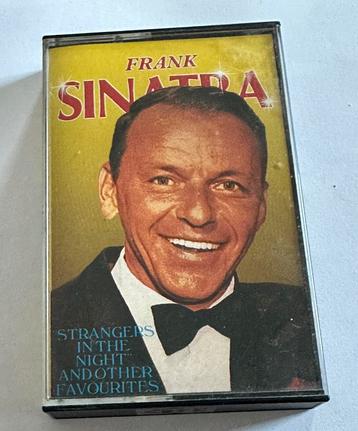 FRANK
SINATRA
"STRANGERS
IN THE
NIGHT"
AND OTHER
FAVOURITES